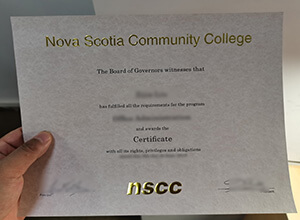 Nova Scotia Community College
The Board of Governors witnesses that
has fulfilled all the requirements for the program
Office Administration
and awards the
Certificate
with all its rights, privileges and obligations
nscc